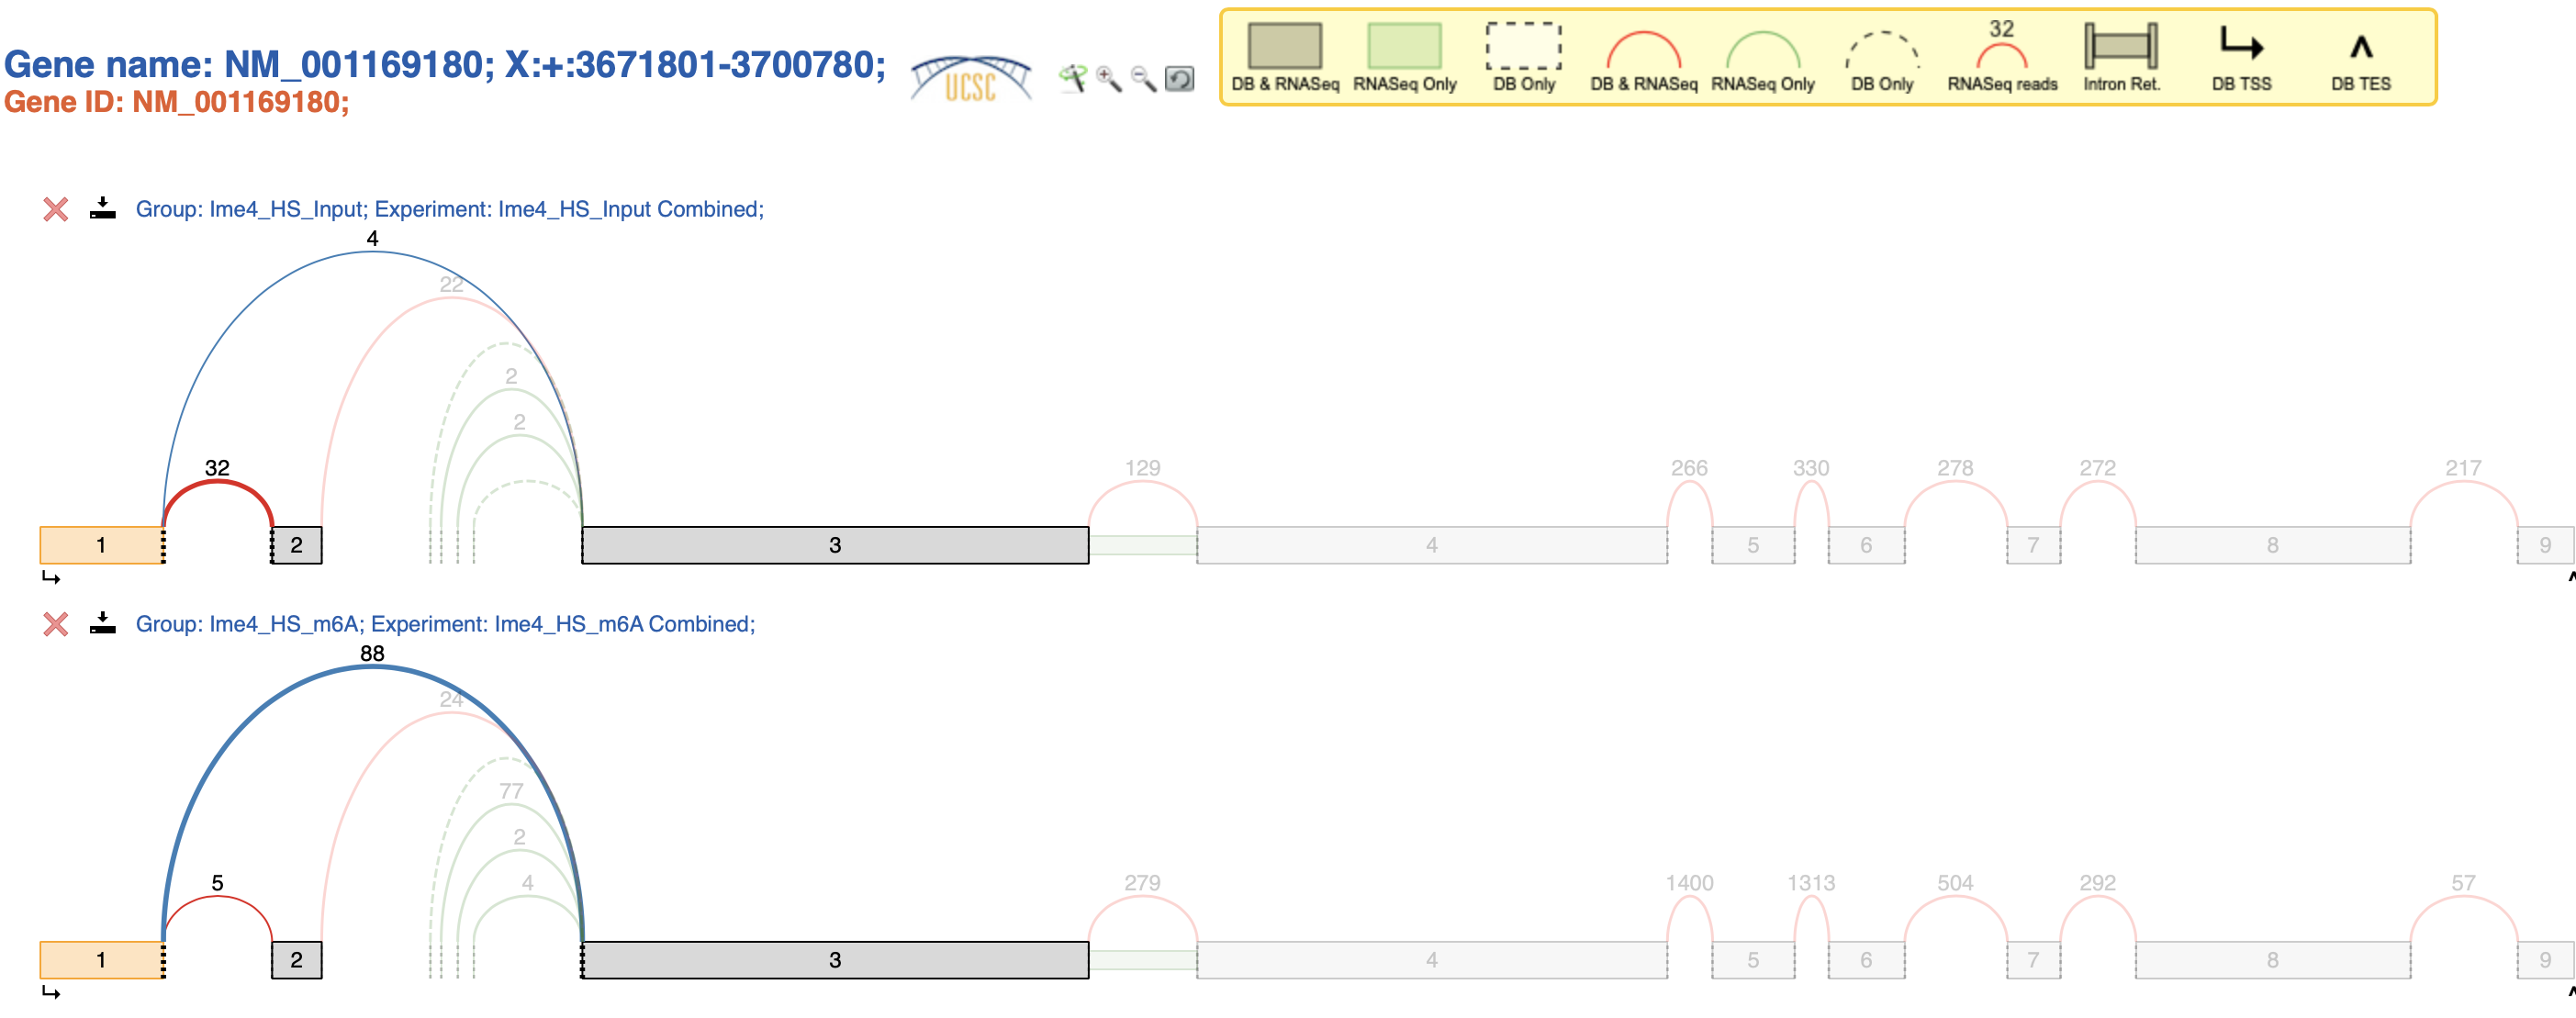 Gene name: NM_001169180; X:+:3671801-3700780;
Gene ID: NM_001169180;
UCSC
32
DB & RNASeq RNASeq Only DB Only DB & RNASeq RNASeq Only DB Only RNASeq reads Intron Ret. DB TSS DB TES
Group: Ime4_HS_Input; Experiment: Ime4_HS_Input Combined;
4
22
2
2
32 129 266 330 278 272 217
1 2 3 4 5 6 7 8 9
Group: Ime4_HS_m6A; Experiment: Ime4_HS_m6A Combined;
88
24
77
2
5 4 279 1400 1313 504 292 57
1 2 3 4 5 6 7 8 9